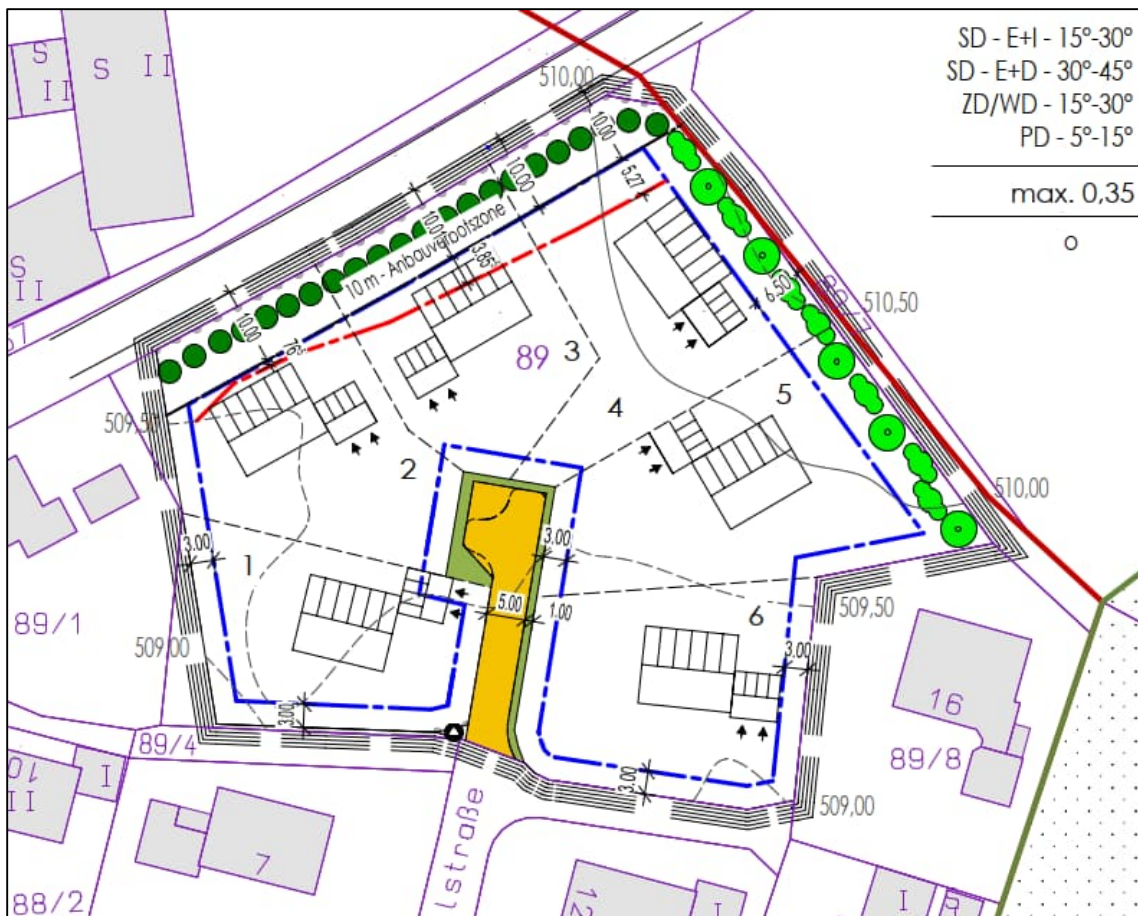 SD - E+I - 15°-30°
SD - E+D - 30°-45°
ZD/WD - 15°-30°
PD - 5°-15°
max. 0,35
o
S
II
S II
S
II
510,00
10.00
10.00
5.27
10.00
3.85
10 m - Anbauverbotszone
10.00
6.50
510,50
89
3
4
5
509,50
2
510,00
3.00
1
3.00
5.00
1.00
6
509,50
3.00
89/1
509,00
3.00
16
89/4
89/8
10
II
I
3.00
509,00
lstraße
7
12
I
I
88/2